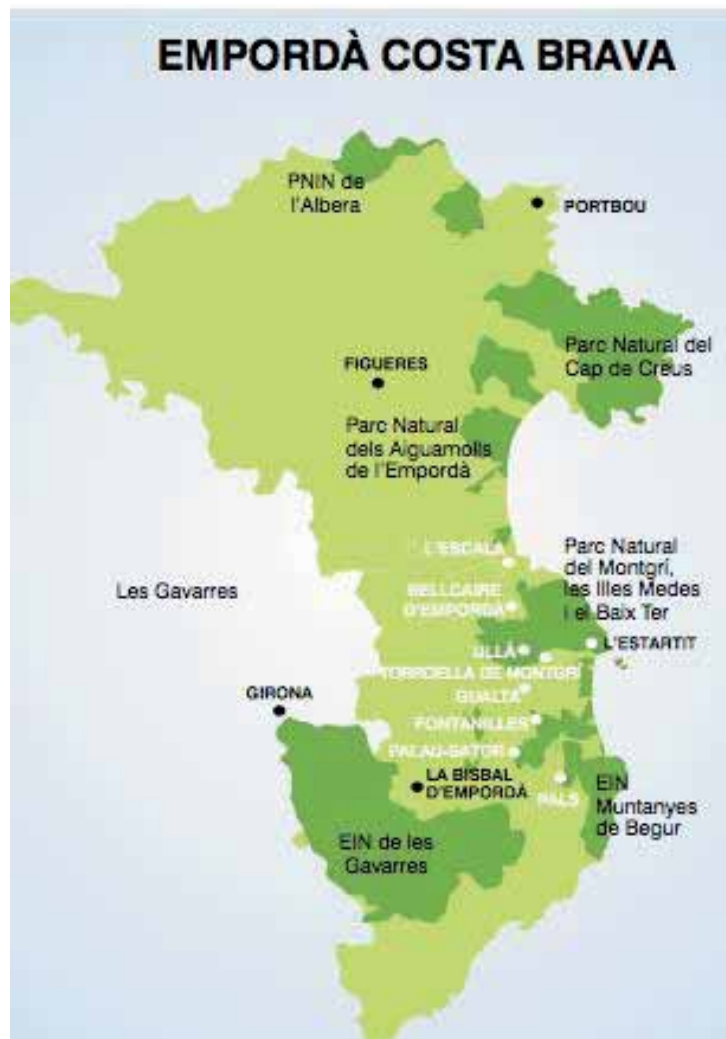 EMPORDÀ COSTA BRAVA
PNIN de
l'Albera
PORTBOU
Parc Natural del
Cap de Creus
FIGUERES
Parc Natural
dels Aiguamolls
de l'Empordà
L'ESCALA
Parc Natural
del Montgrí,
les Illes Medes
i el Baix Ter
Les Gavarres
BELLCAIRE
D'EMPORDÀ
L'ESTARTIT
ULLÀ
TORROELLA DE MONTGRÍ
GUALTA
GIRONA
FONTANILLES
PALAU-SATOR
LA BISBAL
D'EMPORDÀ
PALS
EIN
Muntanyes
de Begur
EIN de les
Gavarres